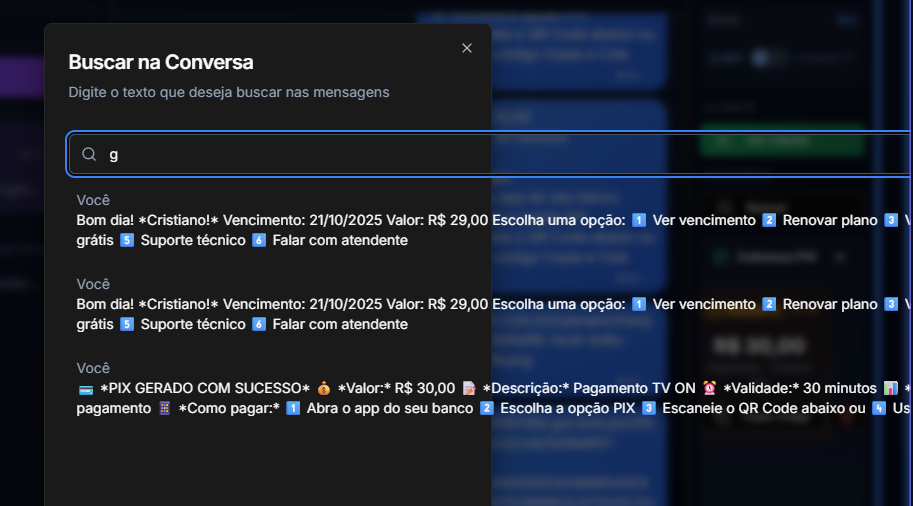 Buscar na Conversa
Digite o texto que deseja buscar nas mensagens
g
Você
Bom dia! *Cristiano!* Vencimento: 21/10/2025 Valor: R$ 29,00 Escolha uma opção: 1️⃣ Ver vencimento 2️⃣ Renovar plano 3️⃣ V
grátis 5️⃣ Suporte técnico 6️⃣ Falar com atendente
Você
Bom dia! *Cristiano!* Vencimento: 21/10/2025 Valor: R$ 29,00 Escolha uma opção: 1️⃣ Ver vencimento 2️⃣ Renovar plano 3️⃣ V
grátis 5️⃣ Suporte técnico 6️⃣ Falar com atendente
Você
💳 *PIX GERADO COM SUCESSO* 💰 *Valor:* R$ 30,00 📝 *Descrição:* Pagamento TV ON ⏰ *Validade:* 30 minutos 📊 *
pagamento 📱 *Como pagar:* 1️⃣ Abra o app do seu banco 2️⃣ Escolha a opção PIX 3️⃣ Escaneie o QR Code abaixo ou 4️⃣ Us
R$ 30,00